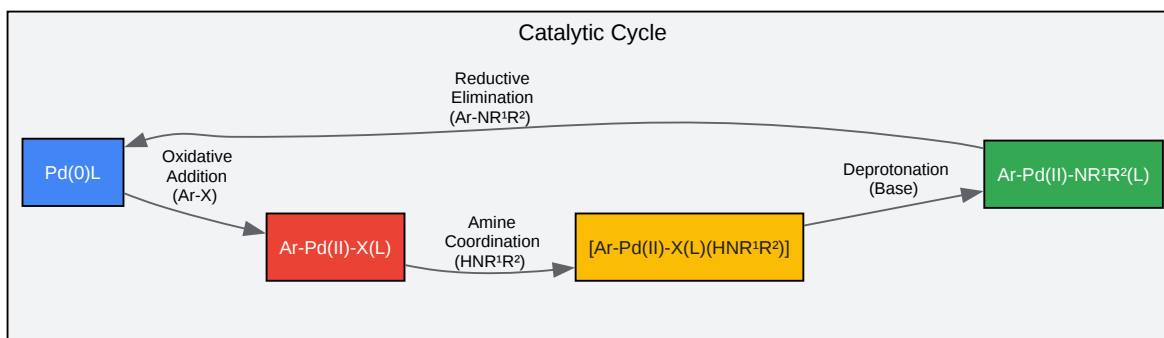 Catalytic Cycle
Reductive
Elimination
(Ar-NR¹R²)
Pd(0)L
Oxidative
Addition
(Ar-X)
Ar-Pd(II)-X(L)
Amine
Coordination
(HNR¹R²)
[Ar-Pd(II)-X(L)(HNR¹R²)]
Deprotonation
(Base)
Ar-Pd(II)-NR¹R²(L)